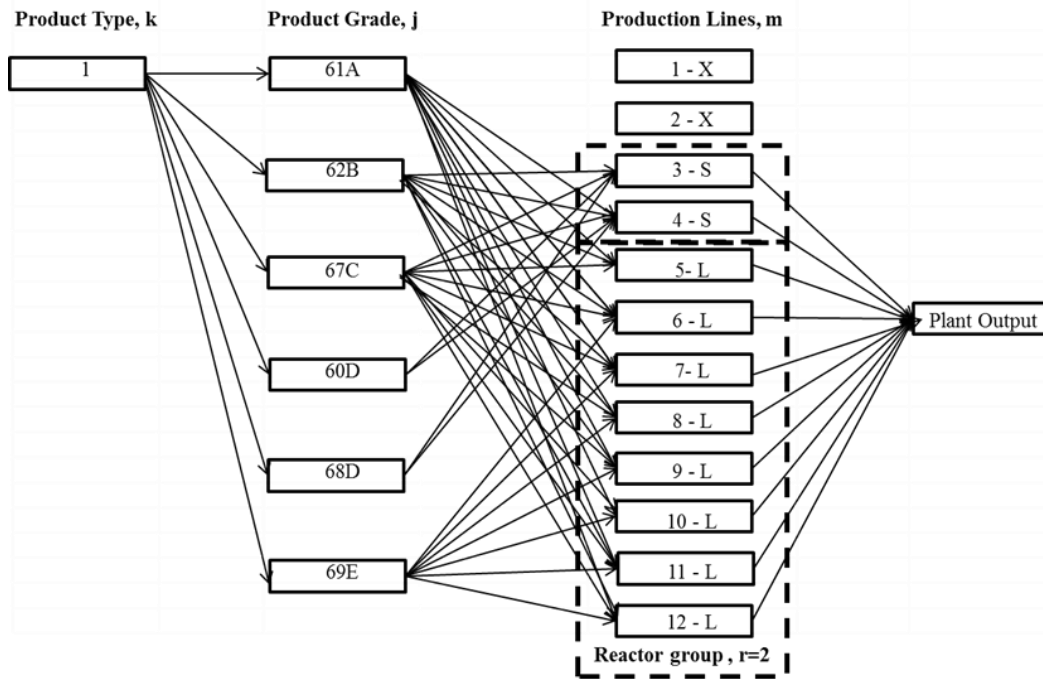 Product Type, k
Product Grade, j
Production Lines, m
1
61A
62B
67C
60D
68D
69E
1 - X
2 - X
3 - S
4 - S
5- L
6 - L
7- L
8 - L
9 - L
10 - L
11 - L
12 - L
Reactor group , r=2
Plant Output